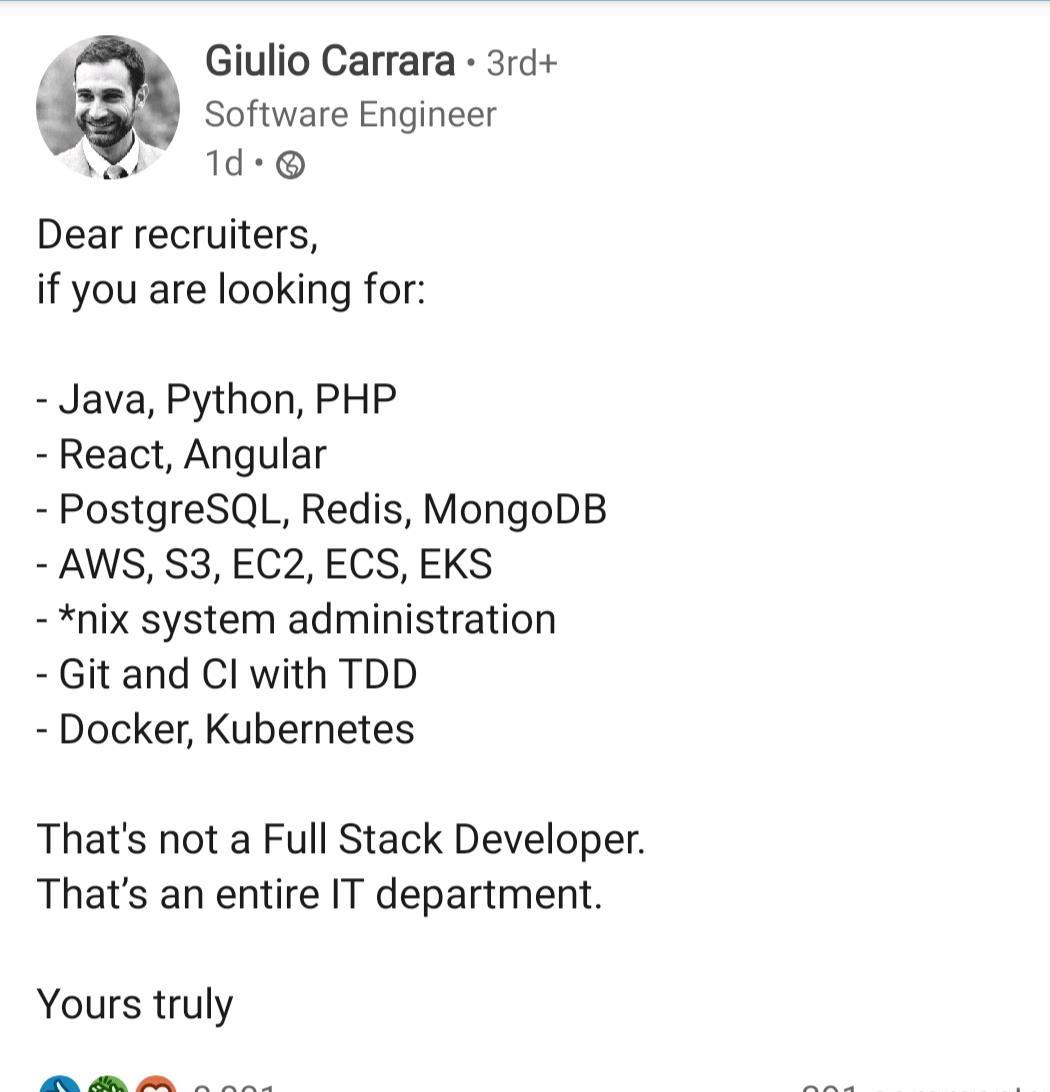 Giulio Carrara • 3rd+
Software Engineer
1d •
Dear recruiters,
if you are looking for:
- Java, Python, PHP
- React, Angular
- PostgreSQL, Redis, MongoDB
- AWS, S3, EC2, ECS, EKS
- *nix system administration
- Git and CI with TDD
- Docker, Kubernetes
That's not a Full Stack Developer.
That's an entire IT department.
Yours truly